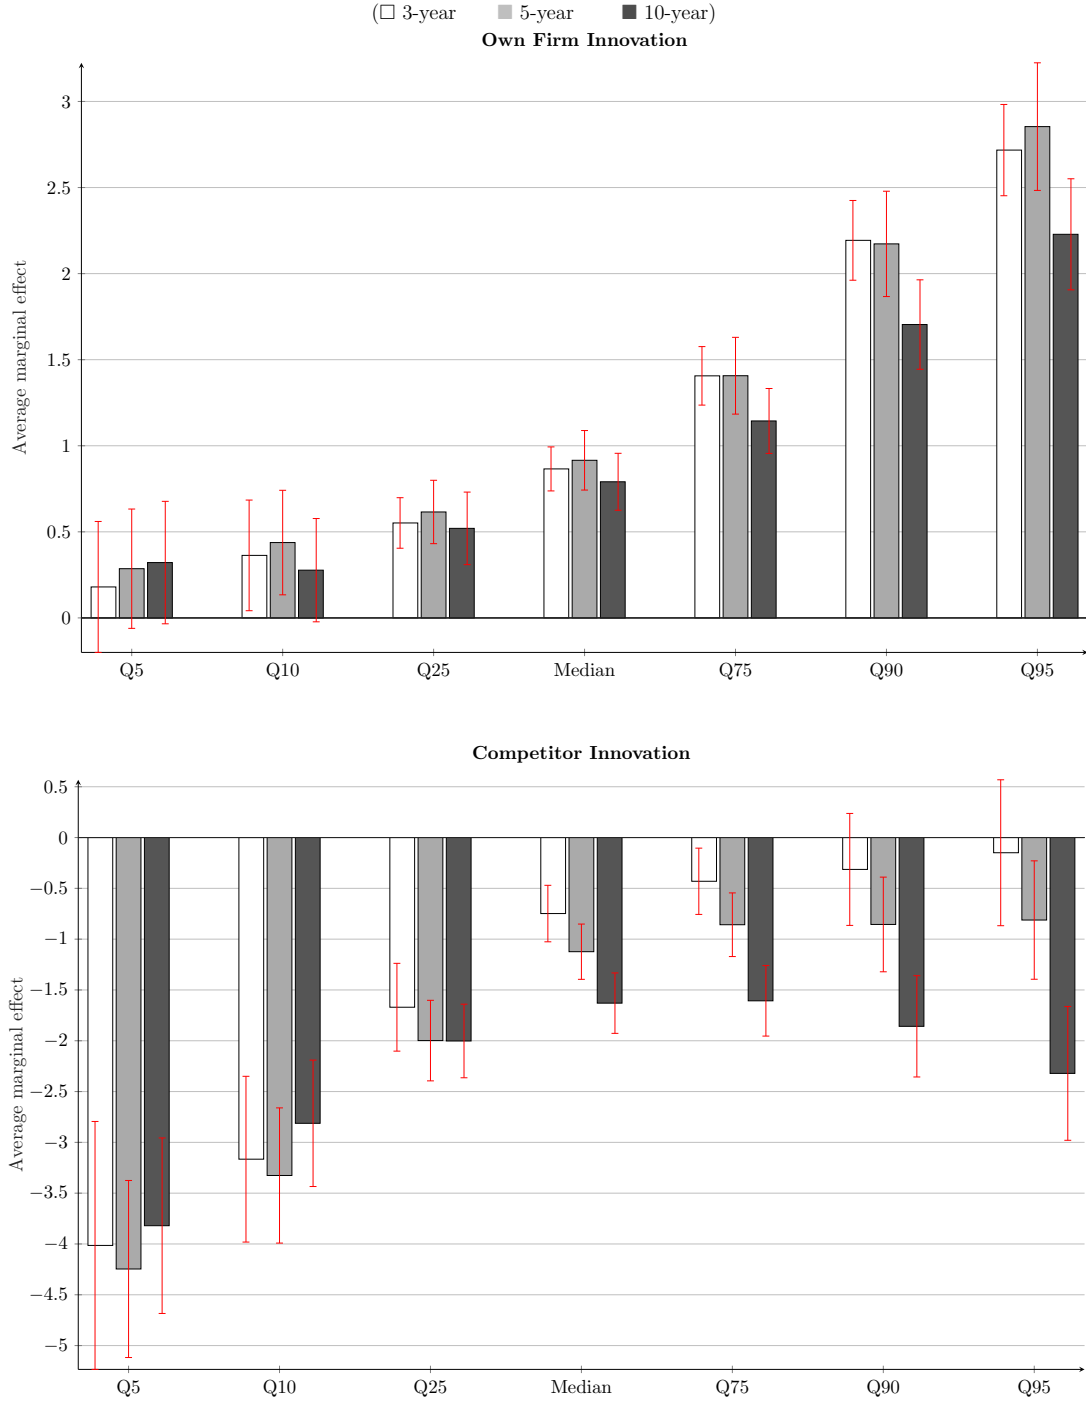 (□ 3-year ■ 5-year ■ 10-year)
Own Firm Innovation
Average marginal effect
3
2.5
2
1.5
1
0.5
0
Q5 Q10 Q25 Median Q75 Q90 Q95
Competitor Innovation
Average marginal effect
0.5
0
−0.5
−1
−1.5
−2
−2.5
−3
−3.5
−4
−4.5
−5
Q5 Q10 Q25 Median Q75 Q90 Q95